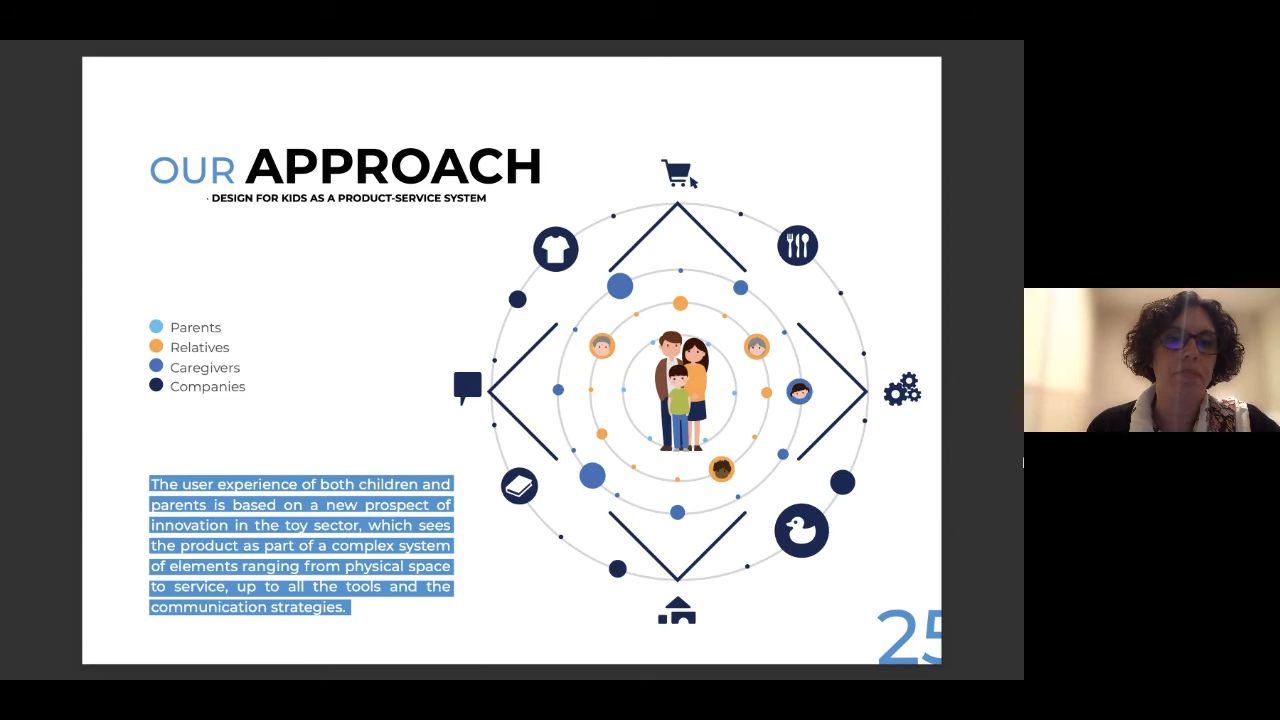 OUR APPROACH
· DESIGN FOR KIDS AS A PRODUCT-SERVICE SYSTEM
Parents
Relatives
Caregivers
Companies
The user experience of both children and
parents is based on a new prospect of
innovation in the toy sector, which sees
the product as part of a complex system
of elements ranging from physical space
to service, up to all the tools and the
communication strategies.
25